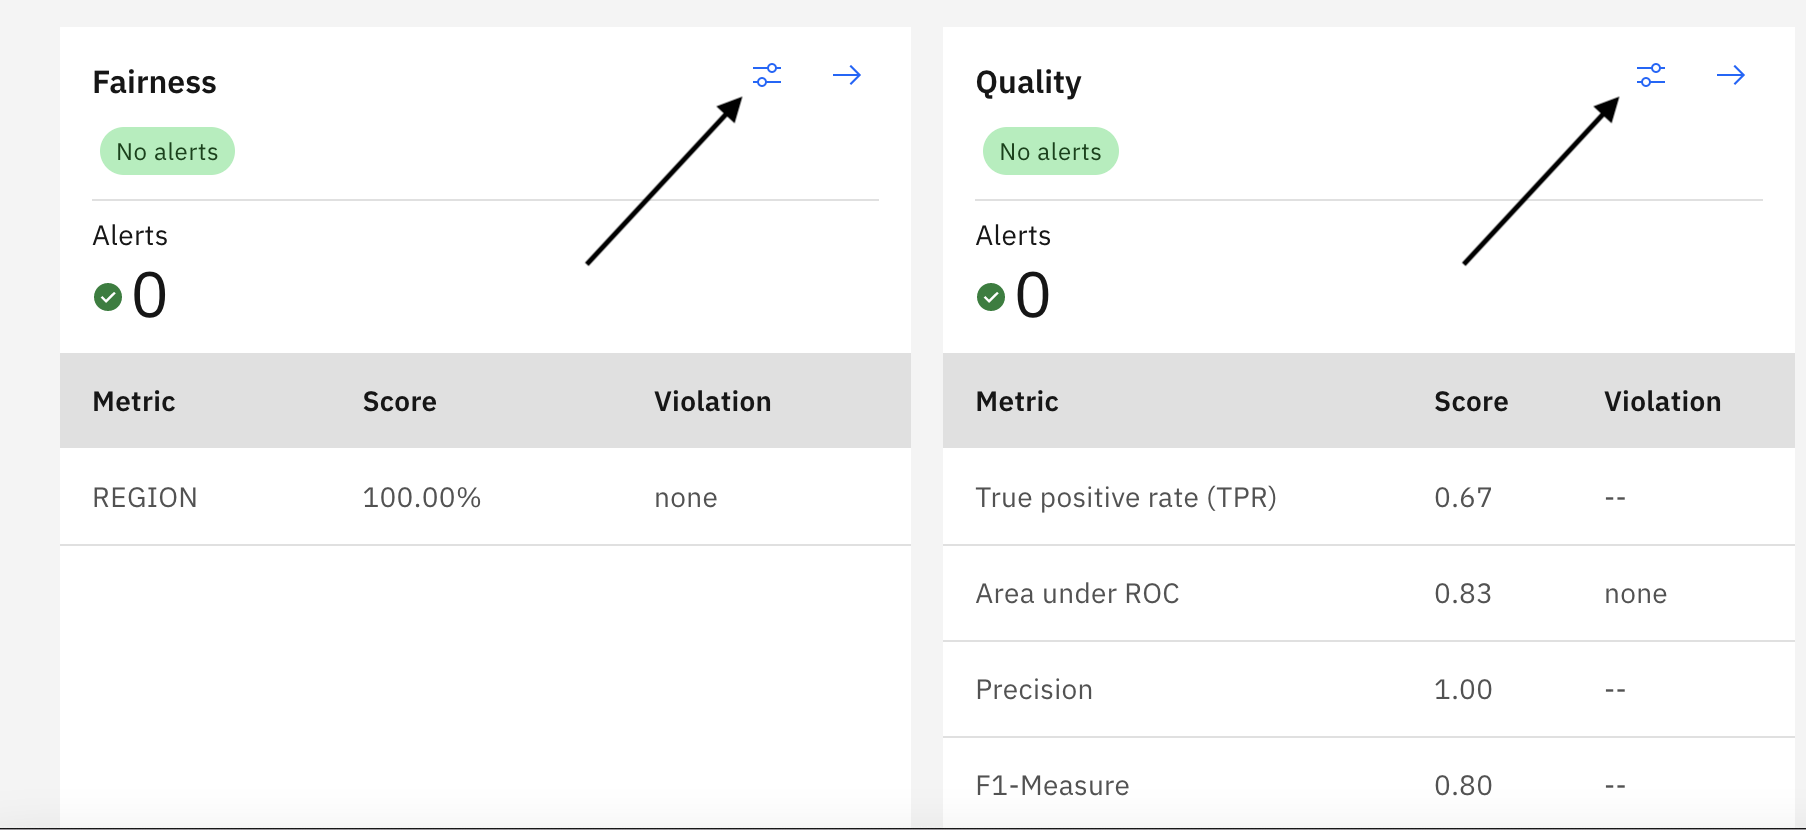 Fairness
No alerts
Alerts
0
Metric Score Violation
REGION 100.00% none
Quality
No alerts
Alerts
0
Metric Score Violation
True positive rate (TPR) 0.67 --
Area under ROC 0.83 none
Precision 1.00 --
F1-Measure 0.80 --